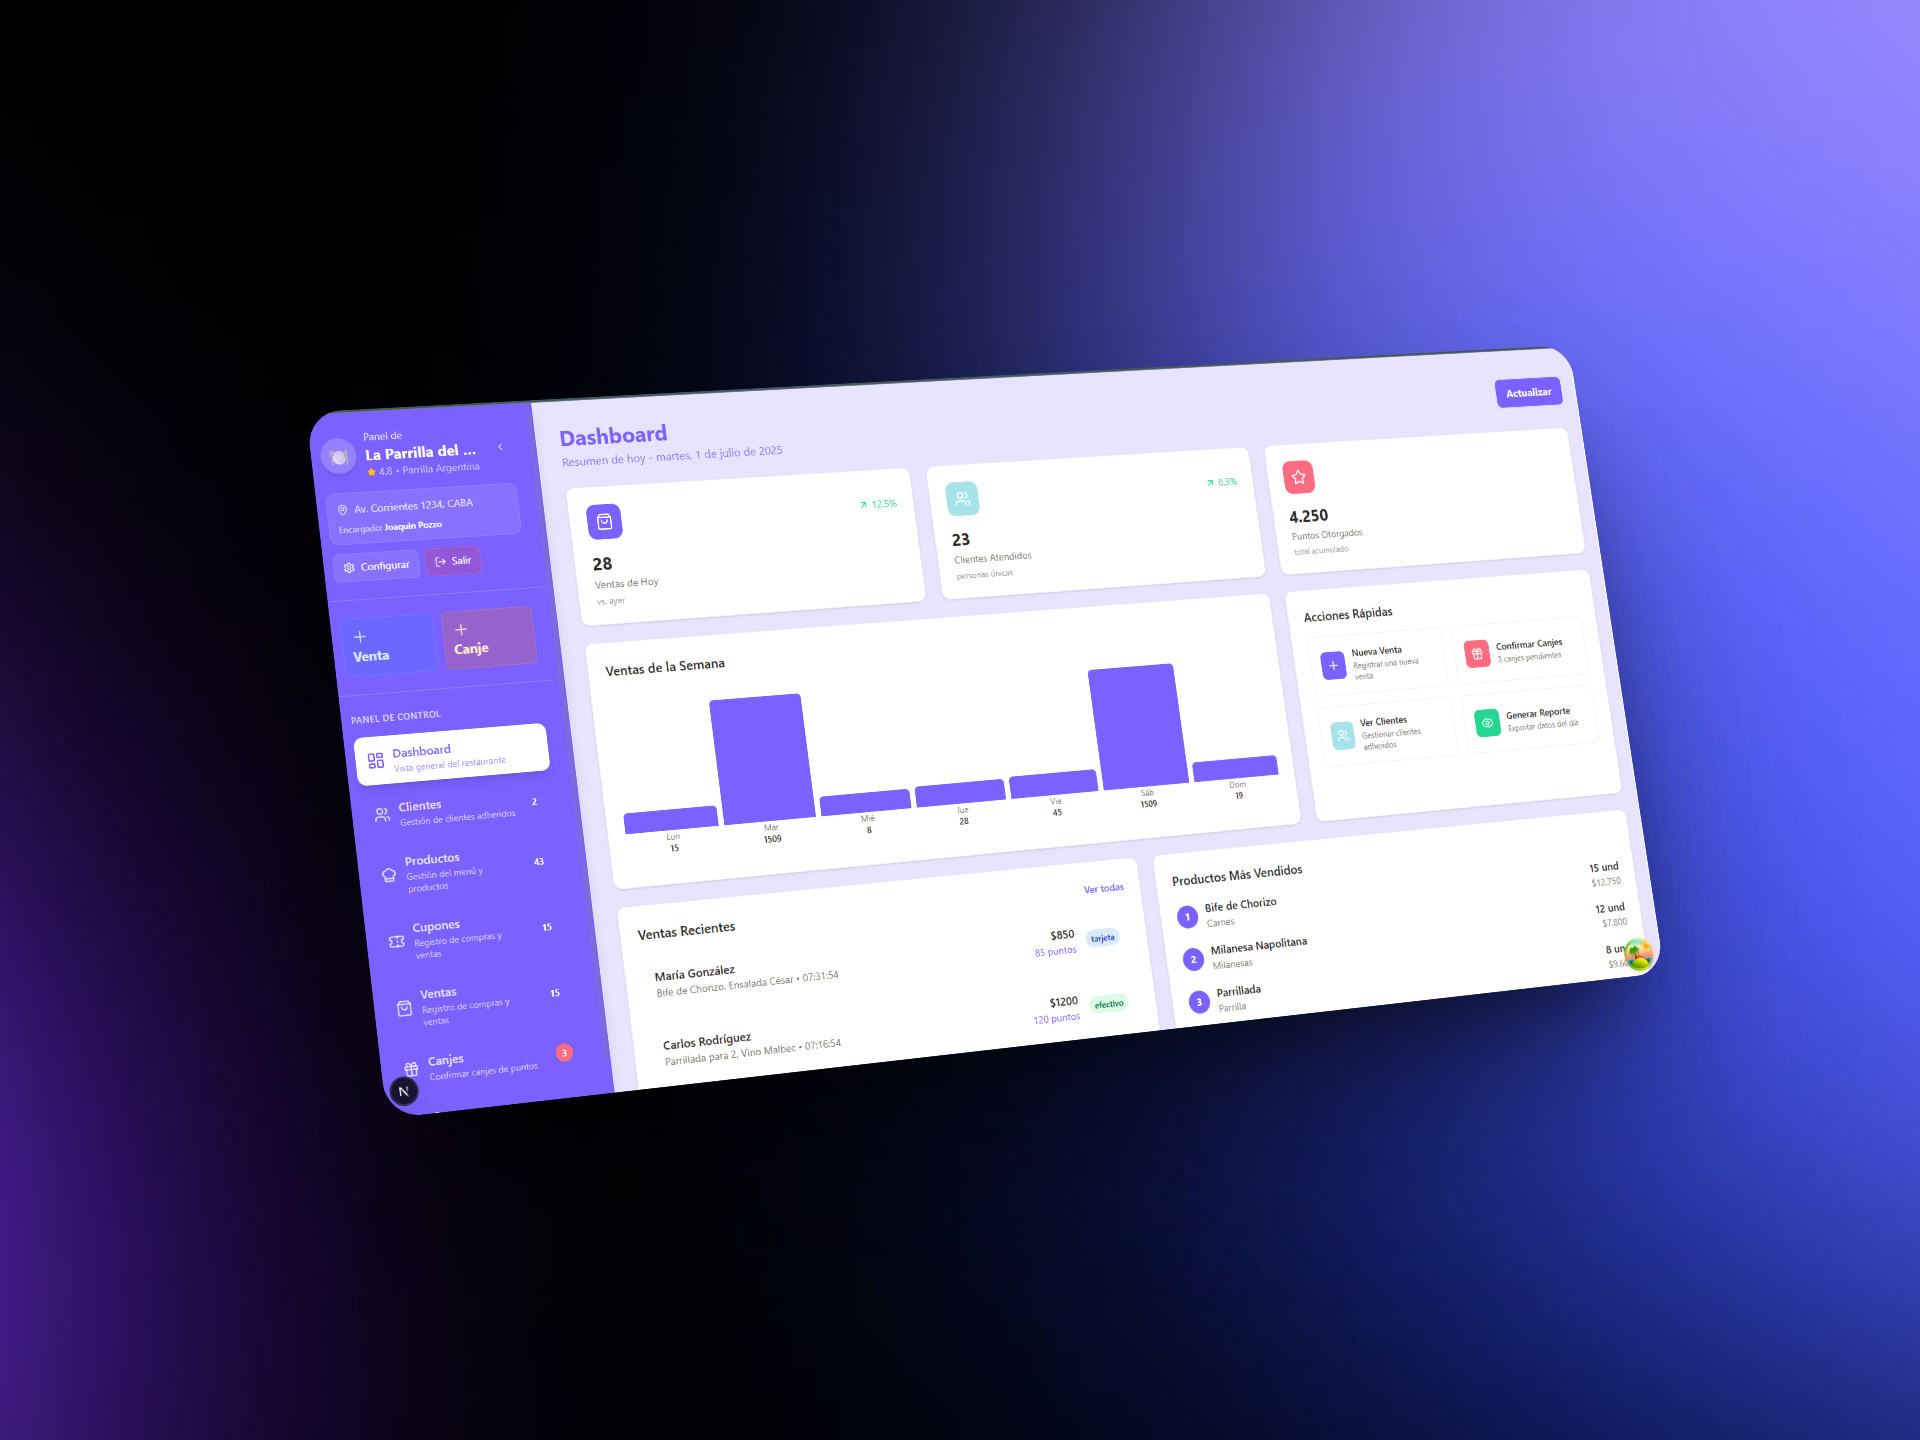 Panel de
La Parrilla del ...
4.8 • Parrilla Argentina
Av. Corrientes 1234, CABA
Encargado: Joaquin Pozzo
Configurar
Salir
Venta
Canje
PANEL DE CONTROL
Dashboard
Vista general del restaurante
Clientes
Gestión de clientes adheridos
2
Productos
Gestión del menú y
productos
43
Cupones
Registro de compras y
ventas
15
Ventas
Registro de compras y
ventas
15
Canjes
Confirmar canjes de puntos
3
N
Dashboard
Resumen de hoy - martes, 1 de julio de 2025
Actualizar
12.5%
28
Ventas de Hoy
vs. ayer
8.3%
23
Clientes Atendidos
personas únicas
4.250
Puntos Otorgados
total acumulado
Ventas de la Semana
Lun
15
Mar
1509
Mié
8
Jue
28
Vie
45
Sáb
1509
Dom
19
Acciones Rápidas
Nueva Venta
Registrar una nueva
venta
Confirmar Canjes
3 canjes pendientes
Ver Clientes
Gestionar clientes
adheridos
Generar Reporte
Exportar datos del día
Ventas Recientes
Ver todas
María González
Bife de Chorizo, Ensalada César • 07:31:54
$850
85 puntos
tarjeta
Carlos Rodríguez
Parrillada para 2, Vino Malbec • 07:16:54
$1200
120 puntos
efectivo
Productos Más Vendidos
1
Bife de Chorizo
Carnes
15 und
$12.750
2
Milanesa Napolitana
Milanesas
12 und
$7.800
3
Parrillada
Parrilla
8